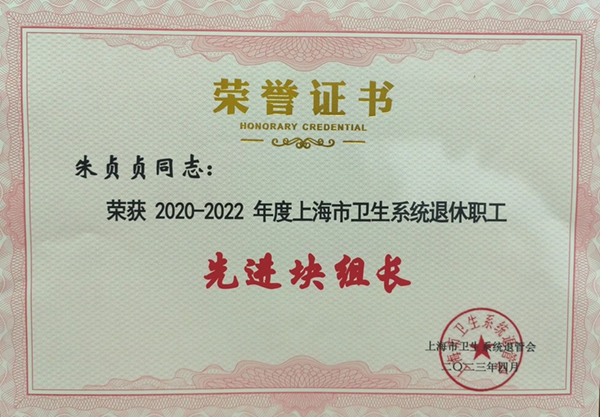 荣誉证书
HONORARY CREDENTIAL
朱贞贞同志：
荣获 2020-2022 年度上海市卫生系统退休职工
先进块组长
上海市卫生系统退管会
二〇二三年四月